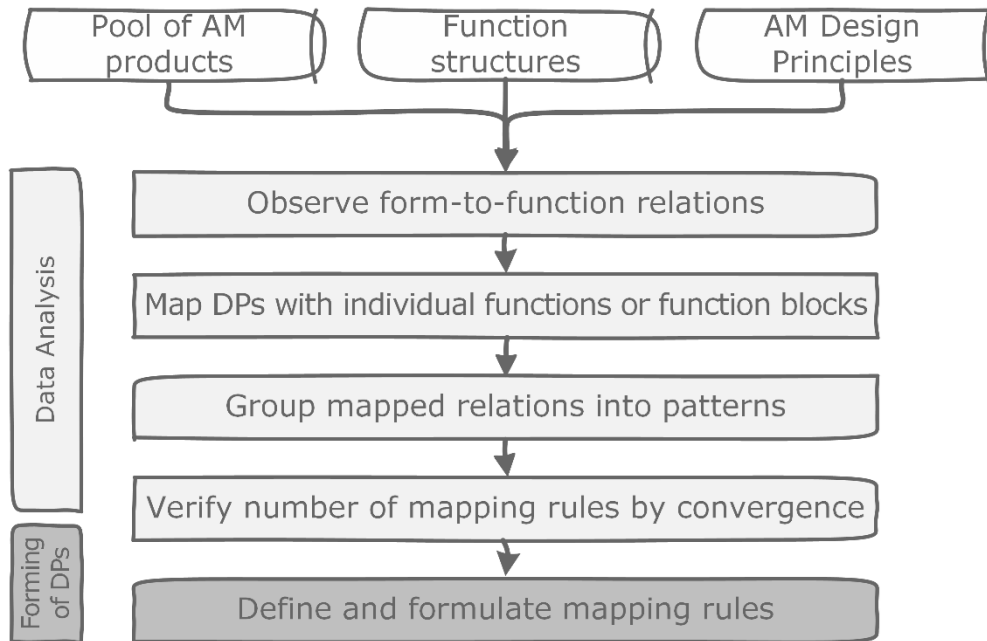 Pool of AM
products
Function
structures
AM Design
Principles
Data Analysis
Observe form-to-function relations
Map DPs with individual functions or function blocks
Group mapped relations into patterns
Verify number of mapping rules by convergence
Forming
of DPs
Define and formulate mapping rules